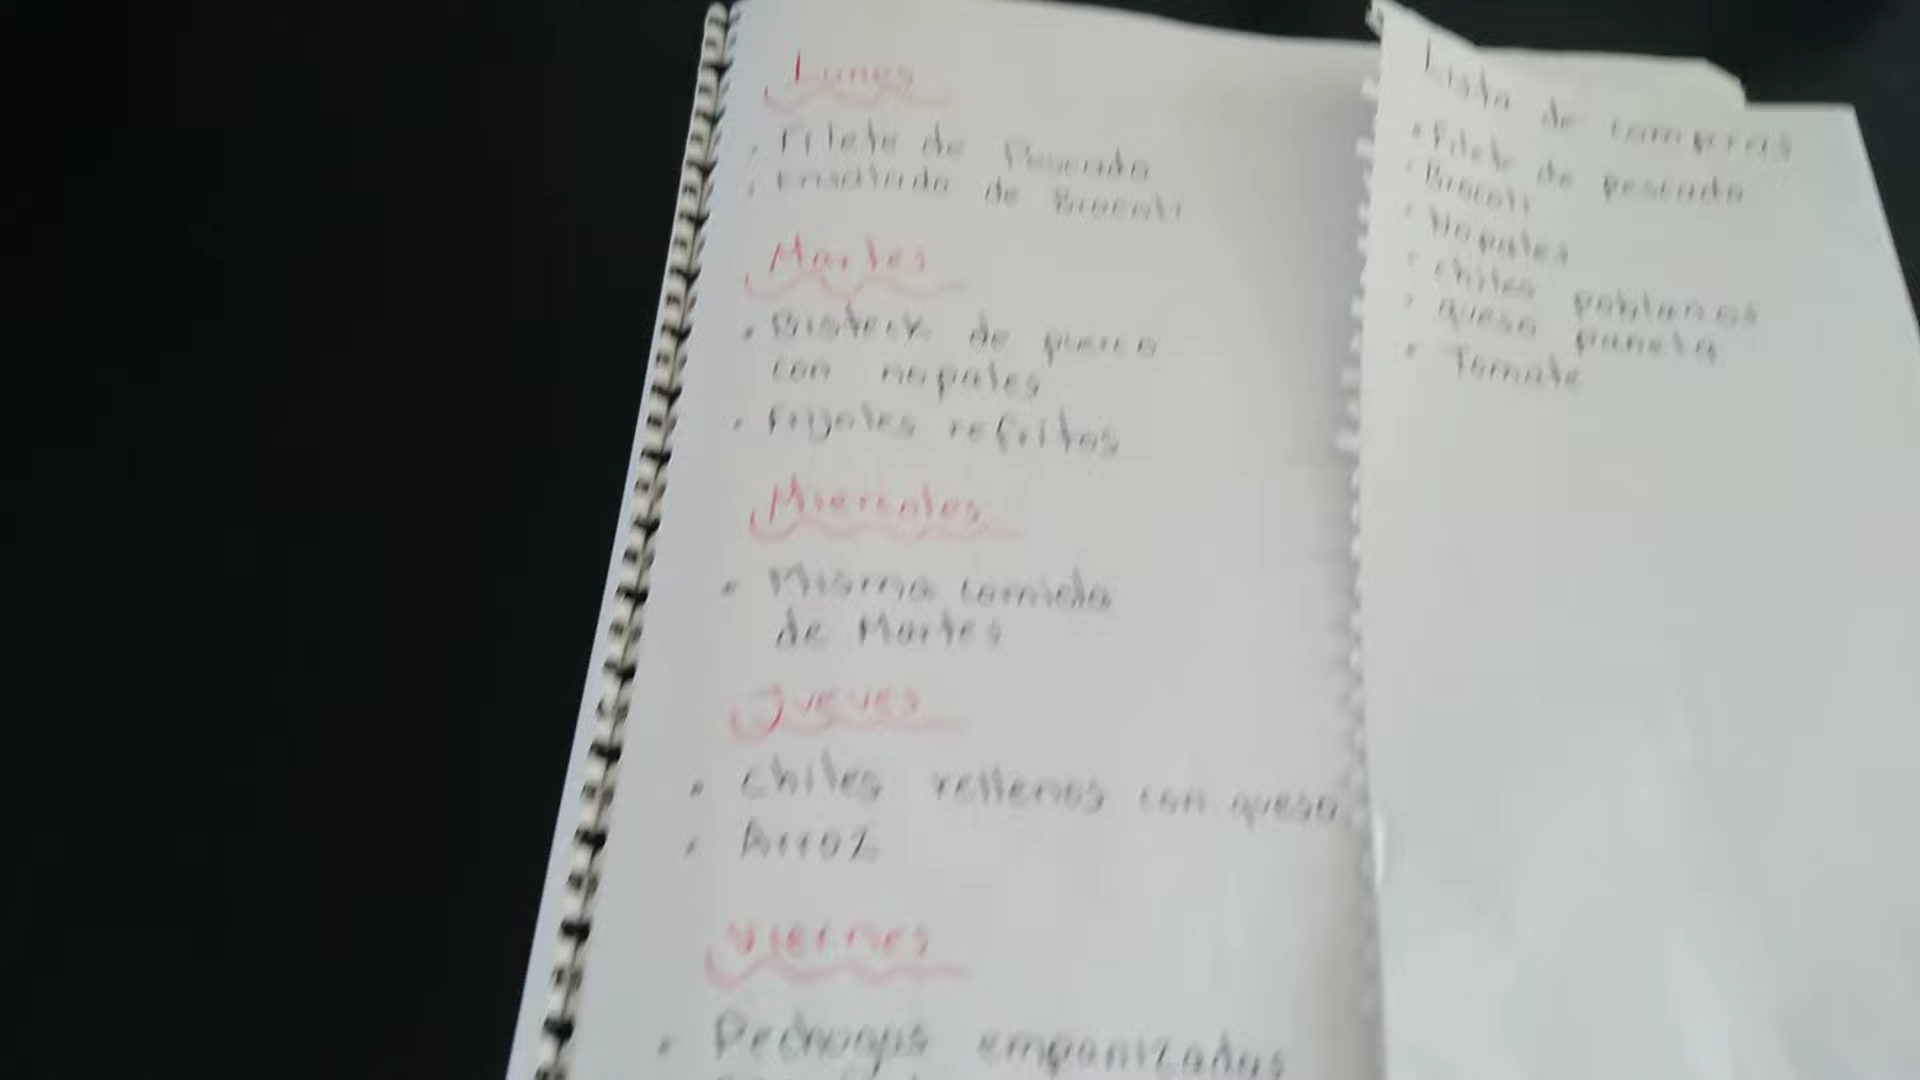 Lunes
• Filete de Pescado
• Ensalada de Brocoli
Martes
• Bisteck de puerco
con nopales
• Frijoles refritos
Miercoles
• Misma comida
de Martes
Jueves
• Chiles rellenos con queso
• Arroz
Viernes
• Pechugas empanizadas
Lista de compras
• Filete de pescado
• Brocoli
• Nopales
• Chiles poblanos
• queso panela
• Tomate